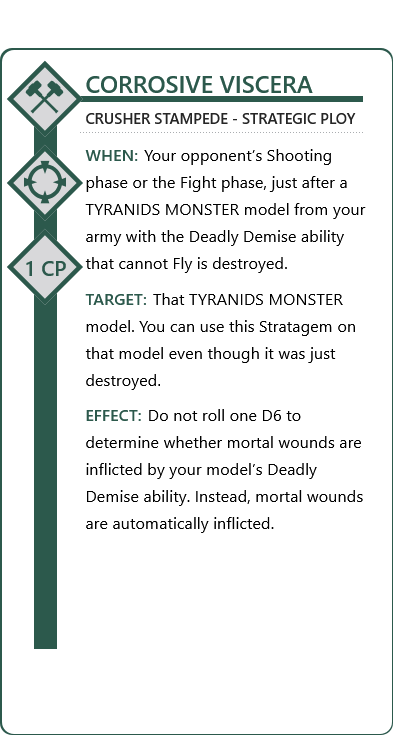 CORROSIVE VISCERA
CRUSHER STAMPEDE - STRATEGIC PLOY
WHEN: Your opponent's Shooting
phase or the Fight phase, just after a
TYRANIDS MONSTER model from your
army with the Deadly Demise ability
1 CP
that cannot Fly is destroyed.
TARGET: That TYRANIDS MONSTER
model. You can use this Stratagem on
that model even though it was just
destroyed.
EFFECT: Do not roll one D6 to
determine whether mortal wounds are
inflicted by your model's Deadly
Demise ability. Instead, mortal wounds
are automatically inflicted.